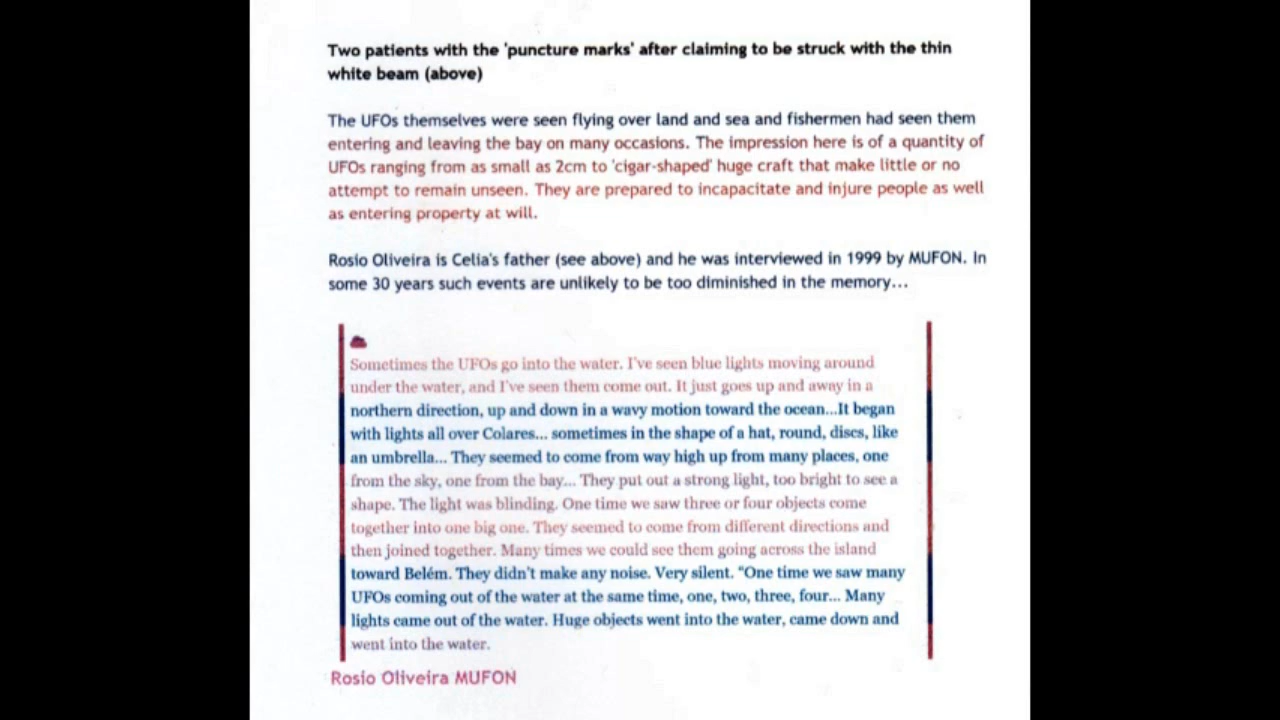 Two patients with the 'puncture marks' after claiming to be struck with the thin
white beam (above)
The UFOs themselves were seen flying over land and sea and fishermen had seen them
entering and leaving the bay on many occasions. The impression here is of a quantity of
UFOs ranging from as small as 2cm to 'cigar-shaped' huge craft that make little or no
attempt to remain unseen. They are prepared to incapacitate and injure people as well
as entering property at will.
Rosio Oliveira is Celia's father (see above) and he was interviewed in 1999 by MUFON. In
some 30 years such events are unlikely to be too diminished in the memory...
Sometimes the UFOs go into the water. I've seen blue lights moving around
under the water, and I've seen them come out. It just goes up and away in a
northern direction, up and down in a wavy motion toward the ocean...It began
with lights all over Colares... sometimes in the shape of a hat, round, discs, like
an umbrella... They seemed to come from way high up from many places, one
from the sky, one from the bay... They put out a strong light, too bright to see a
shape. The light was blinding. One time we saw three or four objects come
together into one big one. They seemed to come from different directions and
then joined together. Many times we could see them going across the island
toward Belém. They didn't make any noise. Very silent. "One time we saw many
UFOs coming out of the water at the same time, one, two, three, four... Many
lights came out of the water. Huge objects went into the water, came down and
went into the water.
Rosio Oliveira MUFON